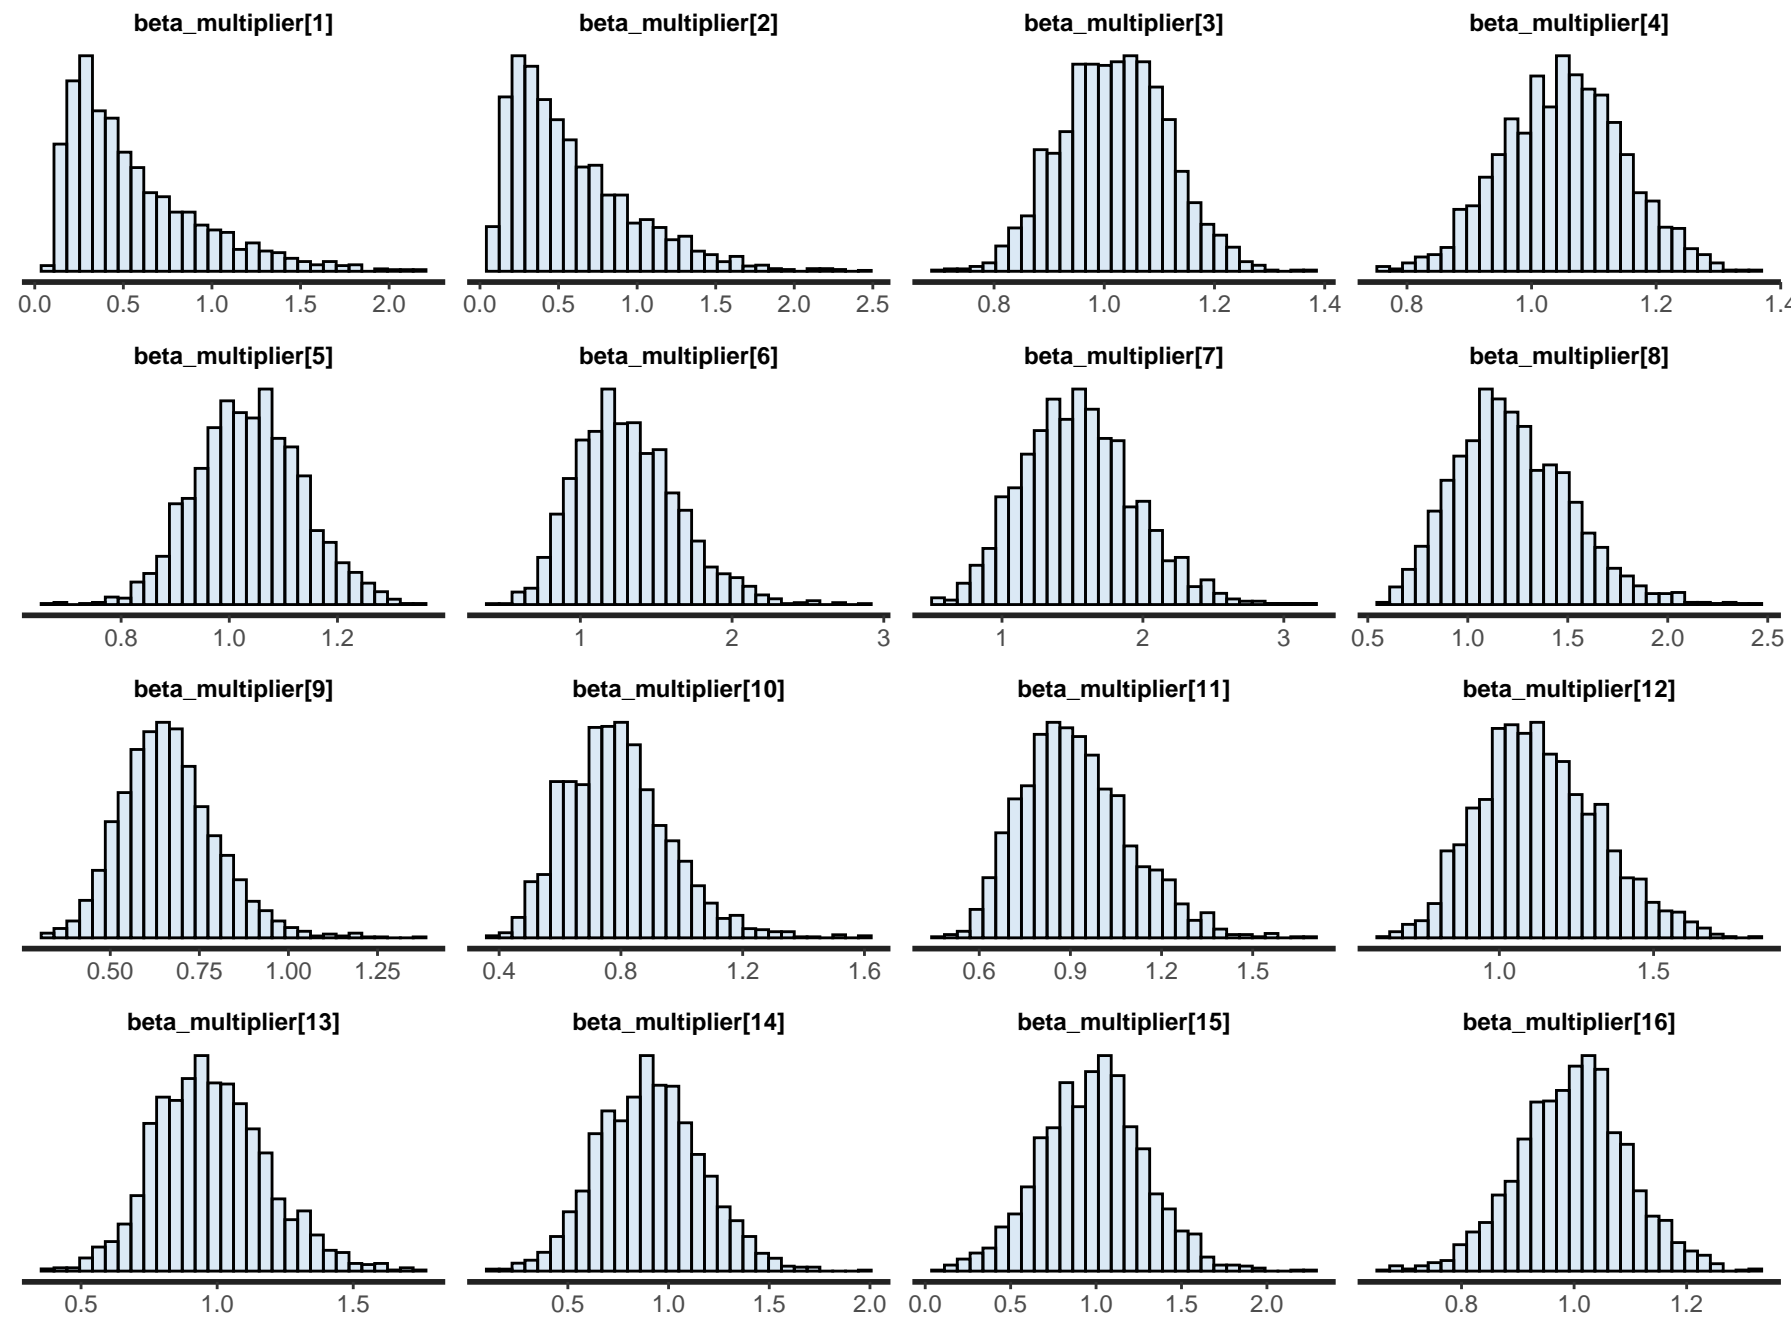 beta_multiplier[1] beta_multiplier[2] beta_multiplier[3] beta_multiplier[4]
0.0 0.5 1.0 1.5 2.0 0.0 0.5 1.0 1.5 2.0 2.5 0.8 1.0 1.2 1.4 0.8 1.0 1.2 1.4
beta_multiplier[5] beta_multiplier[6] beta_multiplier[7] beta_multiplier[8]
0.8 1.0 1.2 1 2 3 1 2 3 0.5 1.0 1.5 2.0 2.5
beta_multiplier[9] beta_multiplier[10] beta_multiplier[11] beta_multiplier[12]
0.50 0.75 1.00 1.25 0.4 0.8 1.2 1.6 0.6 0.9 1.2 1.5 1.0 1.5
beta_multiplier[13] beta_multiplier[14] beta_multiplier[15] beta_multiplier[16]
0.5 1.0 1.5 0.5 1.0 1.5 2.0 0.0 0.5 1.0 1.5 2.0 0.8 1.0 1.2